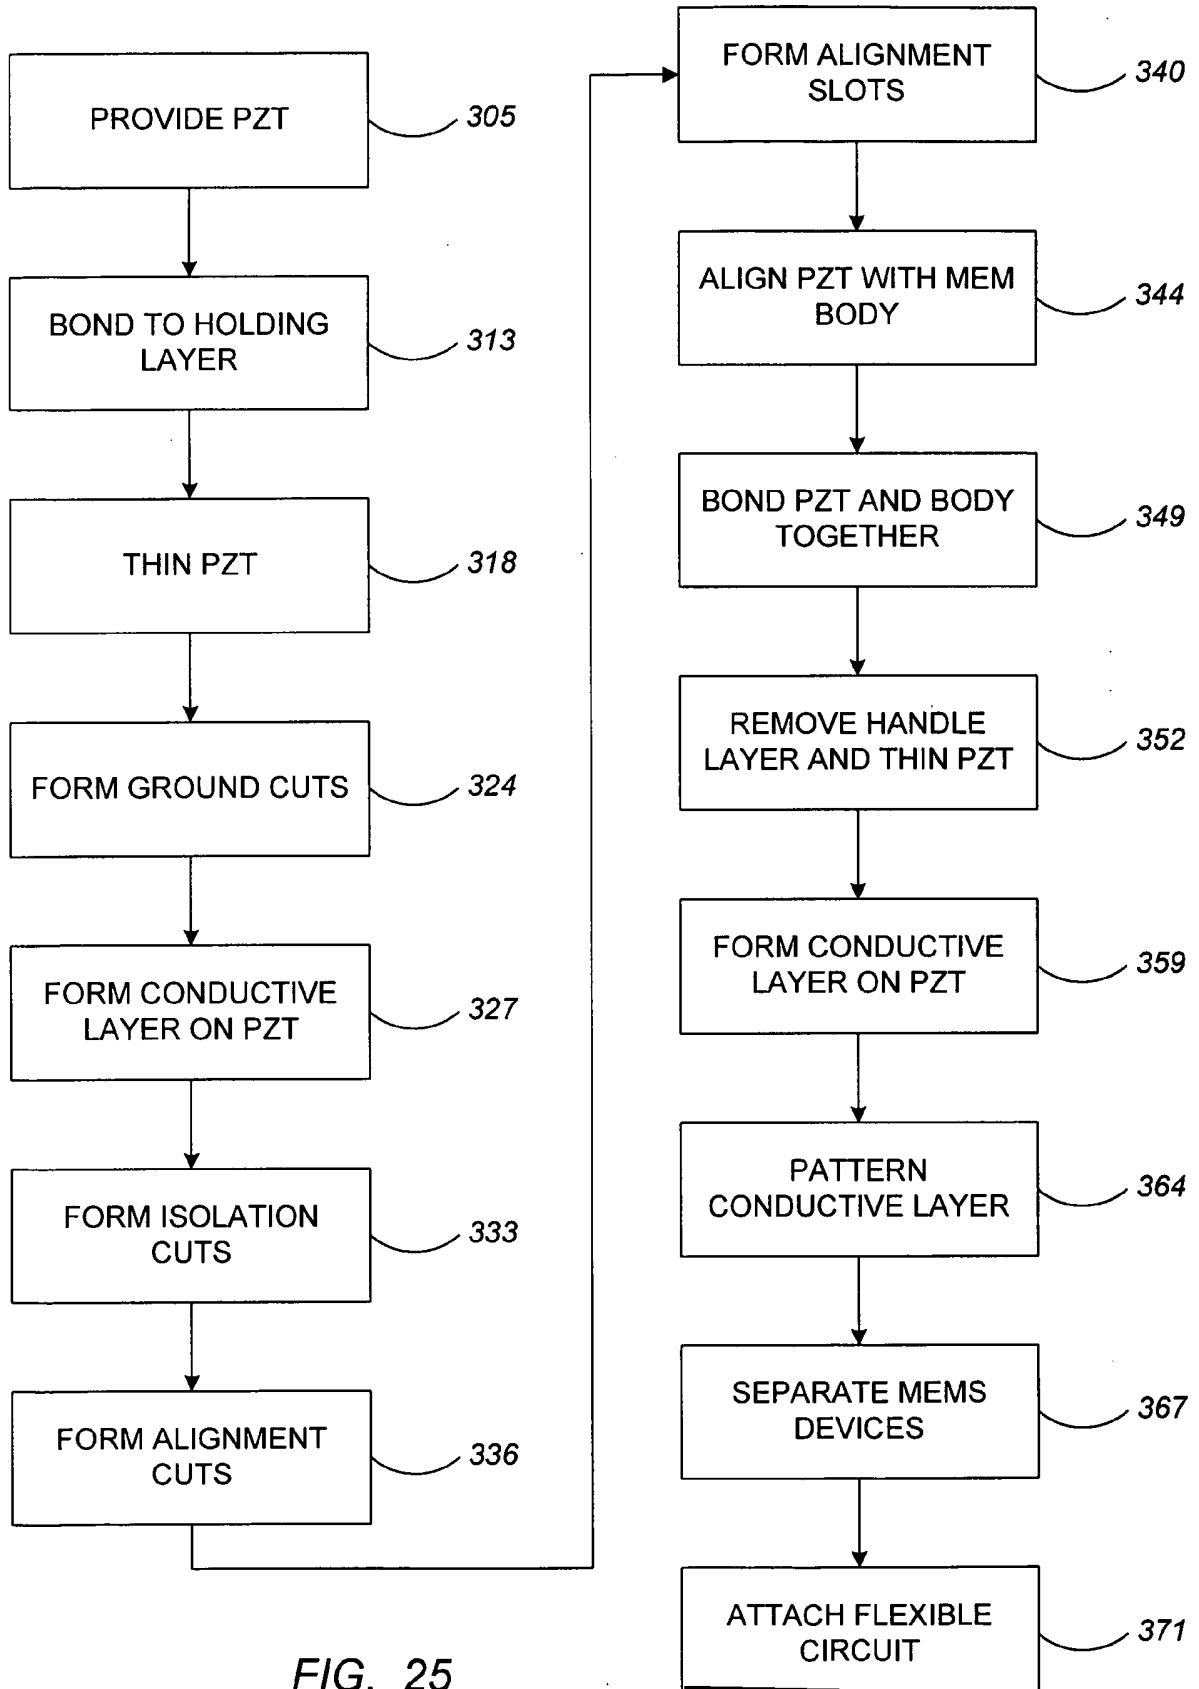 PROVIDE PZT
305
BOND TO HOLDING
LAYER
313
THIN PZT
318
FORM GROUND CUTS
324
FORM CONDUCTIVE
LAYER ON PZT
327
FORM ISOLATION
CUTS
333
FORM ALIGNMENT
CUTS
336
FORM ALIGNMENT
SLOTS
340
ALIGN PZT WITH MEM
BODY
344
BOND PZT AND BODY
TOGETHER
349
REMOVE HANDLE
LAYER AND THIN PZT
352
FORM CONDUCTIVE
LAYER ON PZT
359
PATTERN
CONDUCTIVE LAYER
364
SEPARATE MEMS
DEVICES
367
ATTACH FLEXIBLE
CIRCUIT
371
FIG. 25